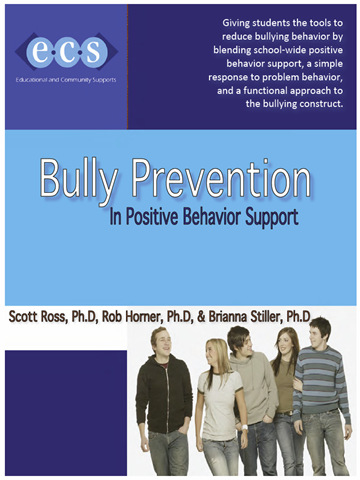 e·c·s
Educational and Community Supports
Giving students the tools to
reduce bullying behavior by
blending school-wide positive
behavior support, a simple
response to problem behavior,
and a functional approach to
the bullying construct.
Bully Prevention
In Positive Behavior Support
Scott Ross, Ph.D, Rob Horner, Ph.D, & Brianna Stiller, Ph.D